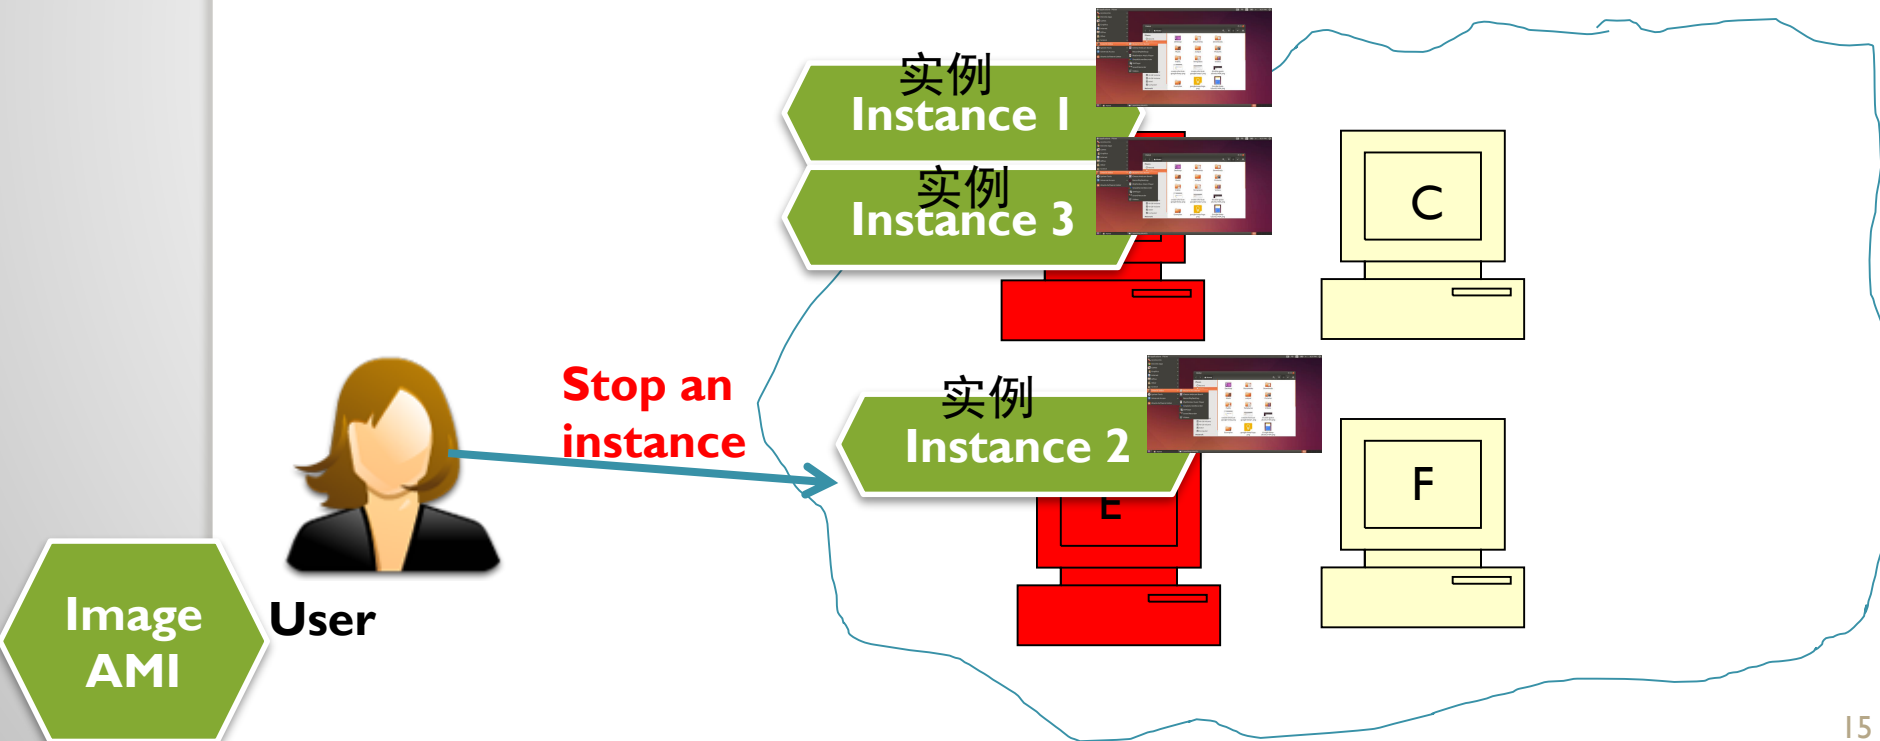 实例
Instance 1
实例
Instance 3
C
Stop an
instance
实例
Instance 2
E
F
Image
AMI
User
15